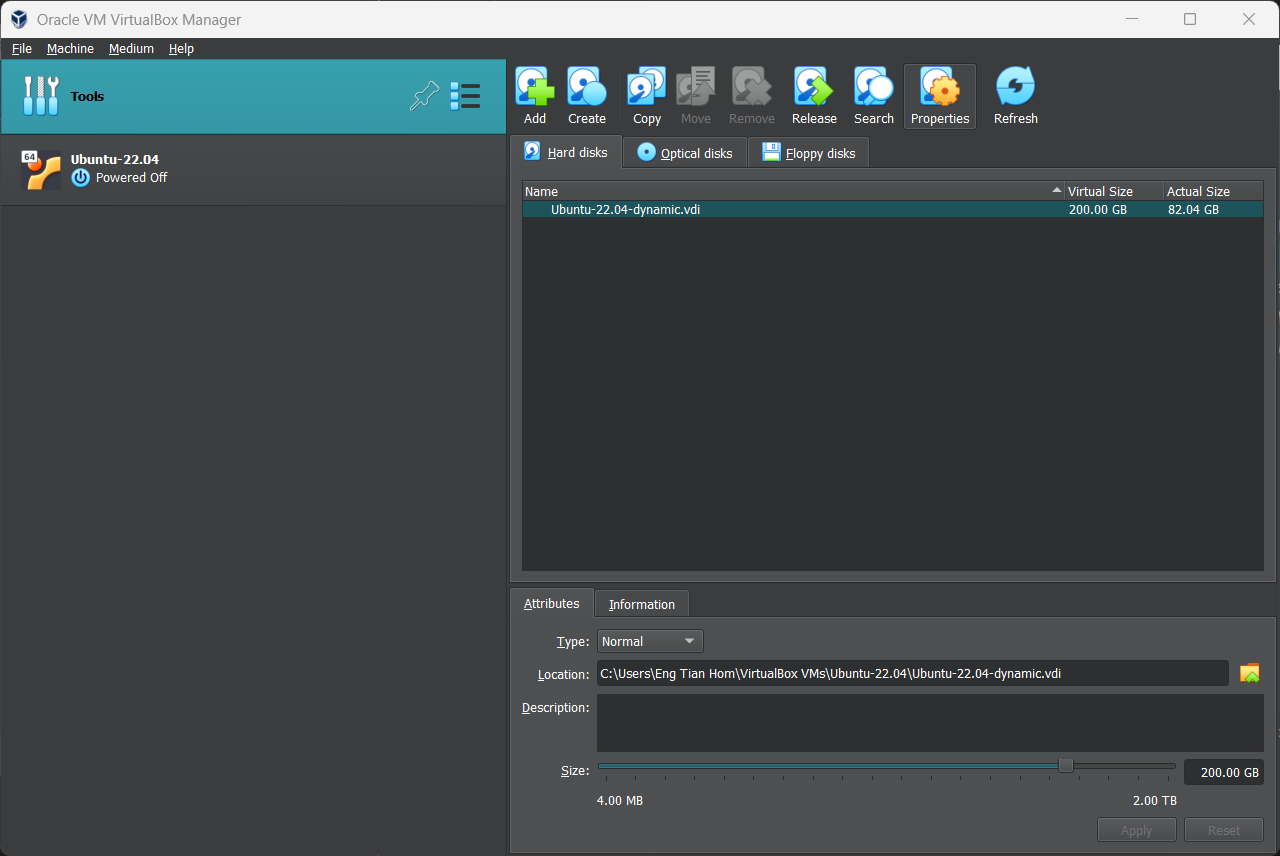 Oracle VM VirtualBox Manager
File Machine Medium Help
Tools
64
Ubuntu-22.04
Powered Off
Add Create Copy Move Remove Release Search Properties Refresh
Hard disks Optical disks Floppy disks
Name Virtual Size Actual Size
Ubuntu-22.04-dynamic.vdi 200.00 GB 82.04 GB
Attributes Information
Type: Normal
Location: C:\Users\Eng Tian Hom\VirtualBox VMs\Ubuntu-22.04\Ubuntu-22.04-dynamic.vdi
Description:
Size: 200.00 GB
4.00 MB 2.00 TB
Apply Reset